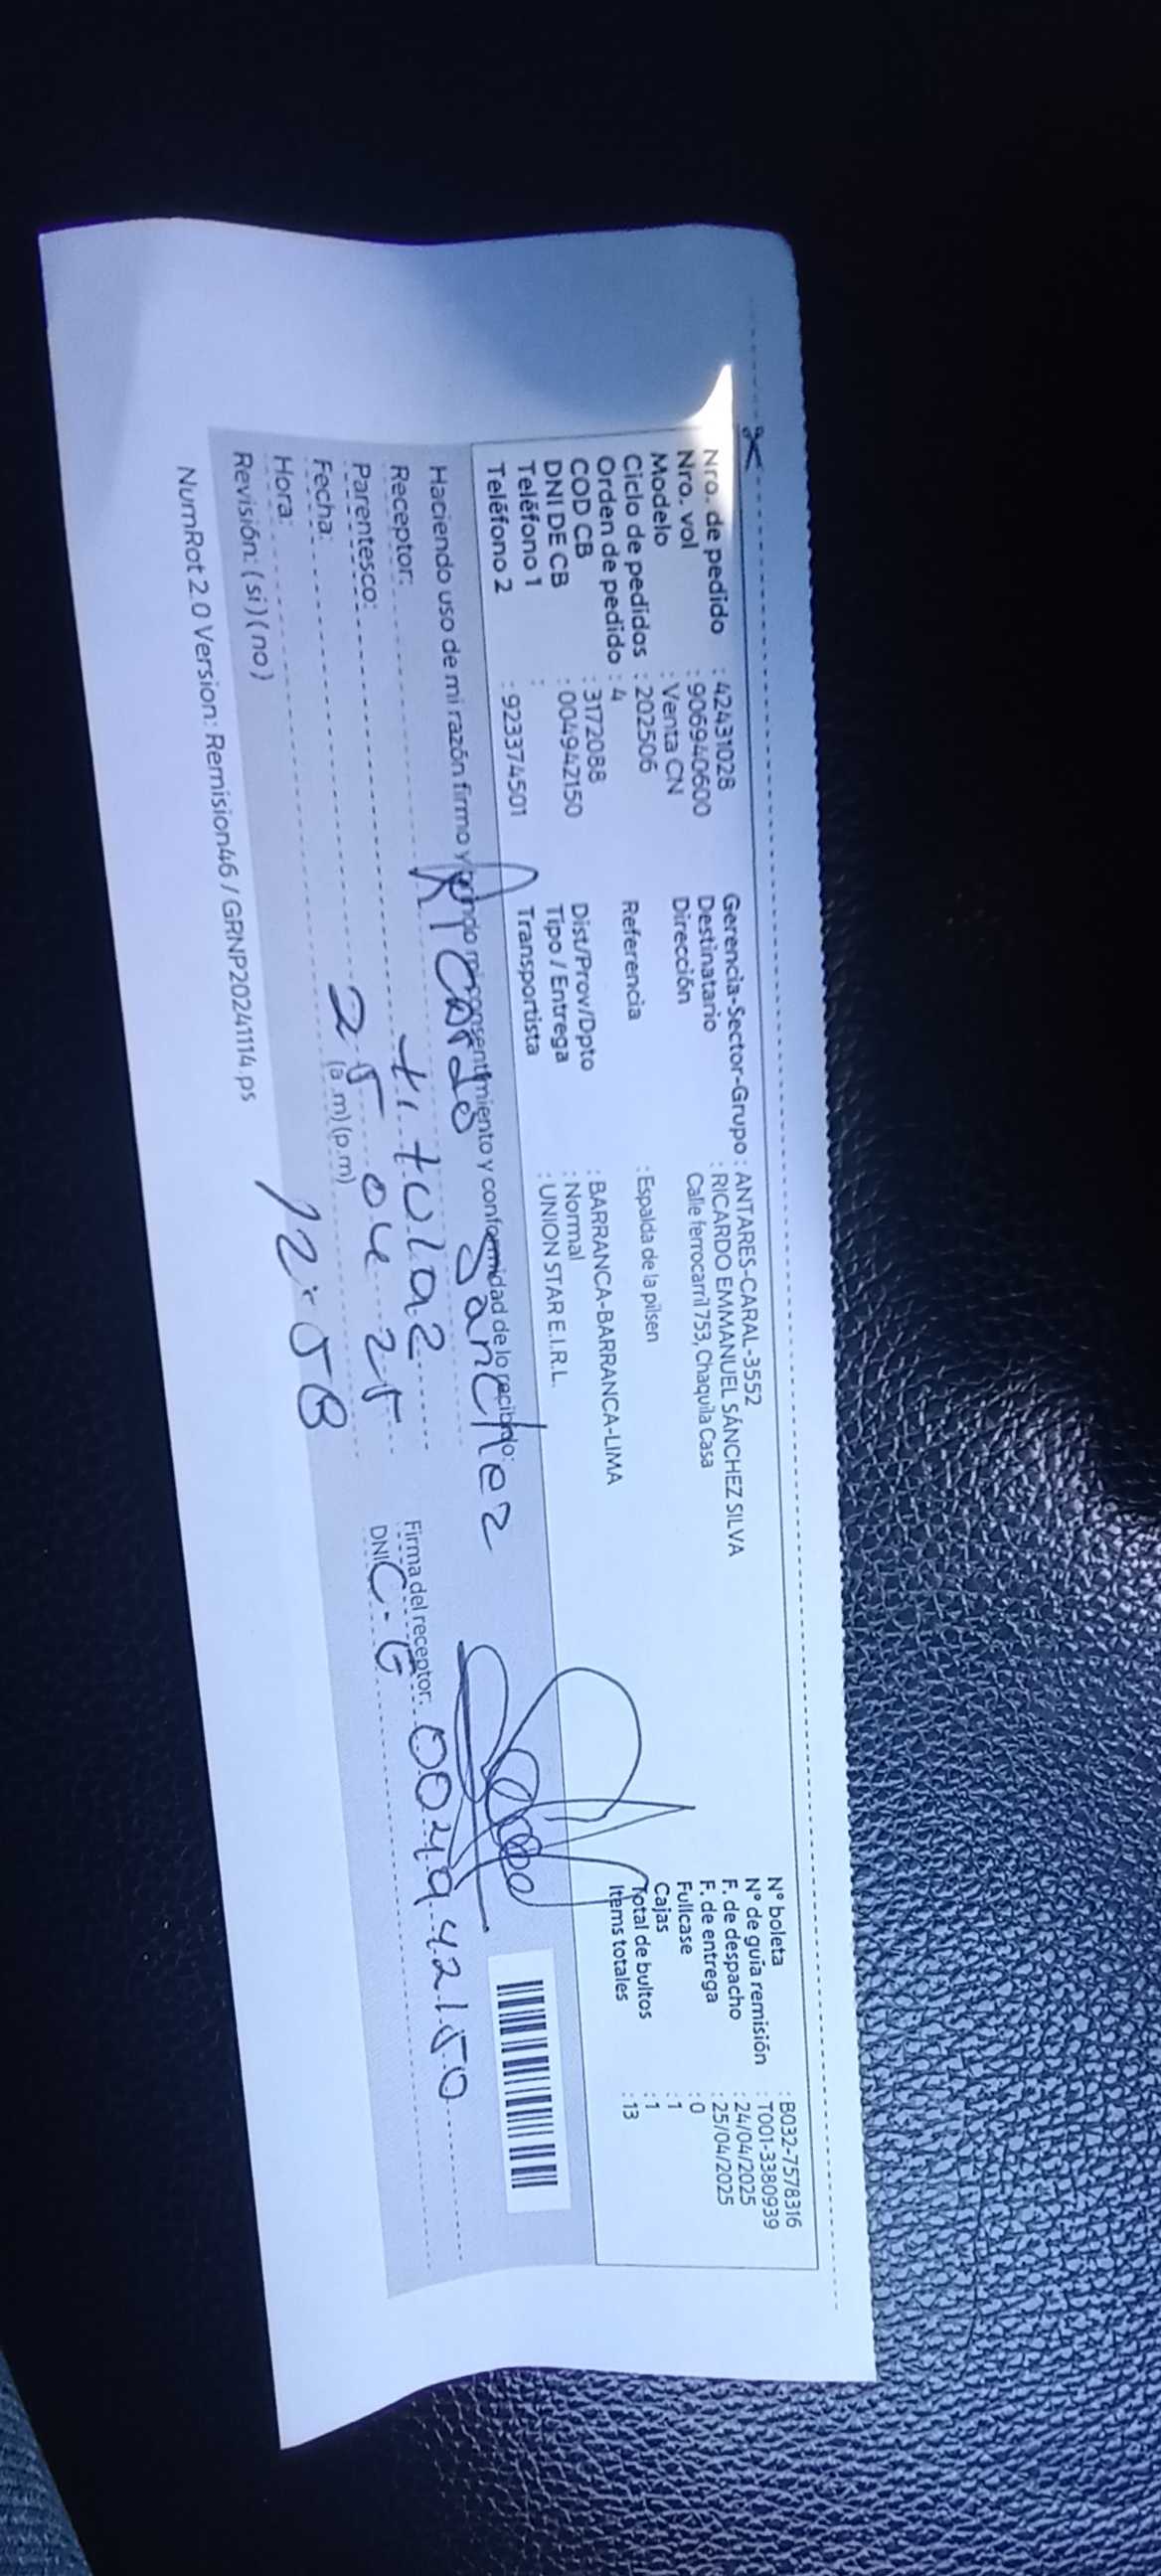 Nro. de pedido : 42431028
Nro. vol : 906940600
Modelo : Venta CN
Ciclo de pedidos : 202506
Orden de pedido : 4
COD CB : 3172088
DNI DE CB : 004942150
Teléfono 1 :
Teléfono 2 : 923374501
Gerencia-Sector-Grupo : ANTARES-CARAL-3552
Destinatario : RICARDO EMMANUEL SÁNCHEZ SILVA
Dirección Calle ferrocarril 753, Chaquila Casa
Referencia : Espalda de la pilsen
Dist/Prov/Dpto : BARRANCA-BARRANCA-LIMA
Tipo / Entrega : Normal
Transportista : UNION STAR E.I.R.L.
N° boleta : B032-7578316
N° de guía remisión : T001-3380939
F. de despacho : 24/04/2025
F. de entrega : 25/04/2025
Fullcase : 0
Cajas : 1
Total de bultos : 1
Items totales : 13
Haciendo uso de mi razón firmo y brindo mi consentimiento y conformidad de lo recibido:
Receptor: Ricardo Sanchez
Parentesco: titular
Fecha: 25 04 25
Hora: (a.m) (p.m) 12:58
Revisión: (si) (no)
Firma del receptor: 004942150
DNI C.G
NumRot 2.0 Version: Remision46 / GRNP20241114.ps